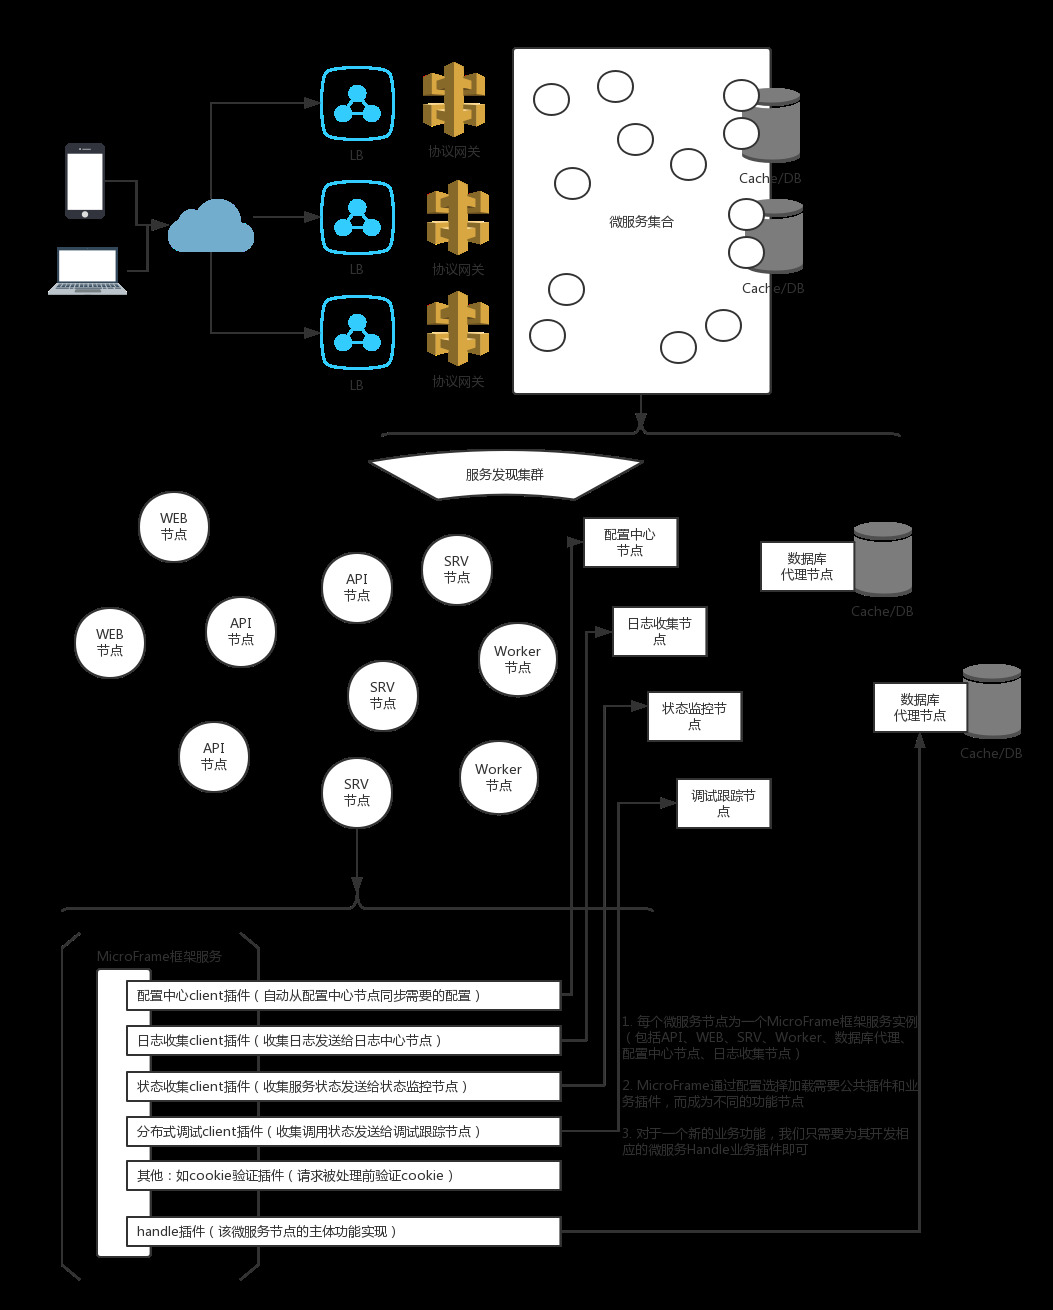 LB
协议网关
Cache/DB
微服务集合
LB
协议网关
Cache/DB
LB
协议网关
服务发现集群
WEB
节点
WEB
节点
API
节点
API
节点
API
节点
SRV
节点
SRV
节点
SRV
节点
Worker
节点
Worker
节点
配置中心
节点
日志收集节
点
状态监控节
点
调试跟踪节
点
数据库
代理节点
Cache/DB
数据库
代理节点
Cache/DB
MicroFrame框架服务
配置中心client插件（自动从配置中心节点同步需要的配置）
日志收集client插件（收集日志发送给日志中心节点）
状态收集client插件（收集服务状态发送给状态监控节点）
分布式调试client插件（收集调用状态发送给调试跟踪节点）
其他：如cookie验证插件（请求被处理前验证cookie）
handle插件（该微服务节点的主体功能实现）
1. 每个微服务节点为一个MicroFrame框架服务实例
（包括API、WEB、SRV、Worker、数据库代理、
配置中心节点、日志收集节点）
2. MicroFrame通过配置选择加载需要公共插件和业
务插件，而成为不同的功能节点
3. 对于一个新的业务功能，我们只需要为其开发相
应的微服务Handle业务插件即可